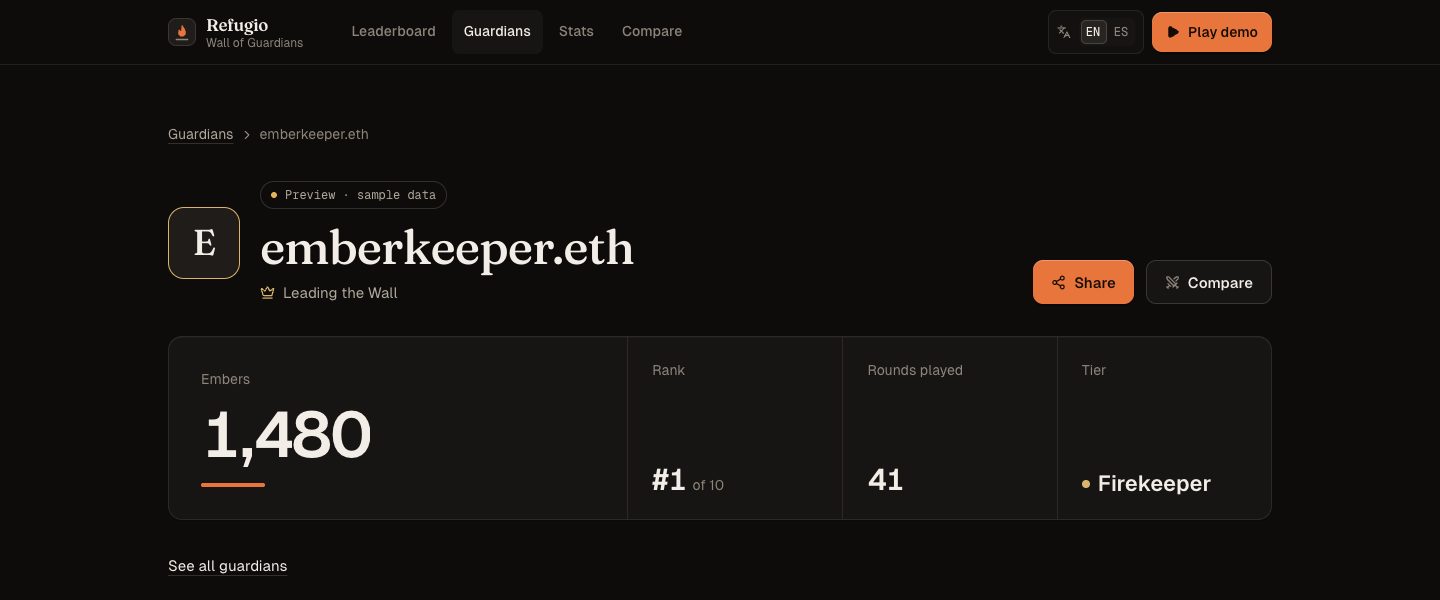 Refugio
Wall of Guardians
Leaderboard
Guardians
Stats
Compare
EN
ES
Play demo
Guardians
emberkeeper.eth
Preview · sample data
E
emberkeeper.eth
Leading the Wall
Share
Compare
Embers
1,480
Rank
#1 of 10
Rounds played
41
Tier
Firekeeper
See all guardians